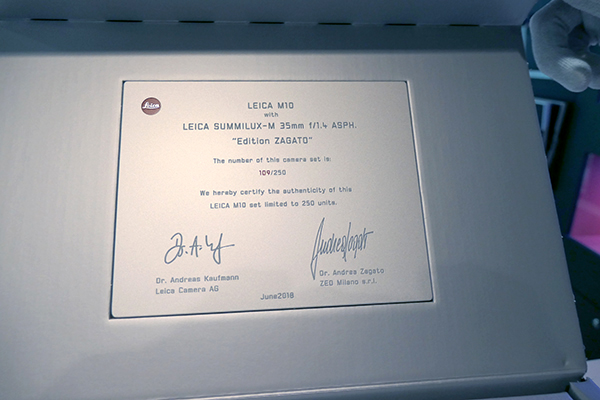 Leica
LEICA M10
with
LEICA SUMMILUX-M 35mm f/1.4 ASPH.
"Edition ZAGATO"
The number of this camera set is:
109/250
We hereby certify the authenticity of this
LEICA M10 set limited to 250 units.
Dr. Andreas Kaufmann
Leica Camera AG
Dr. Andrea Zagato
ZED Milano s.r.l.
June2018